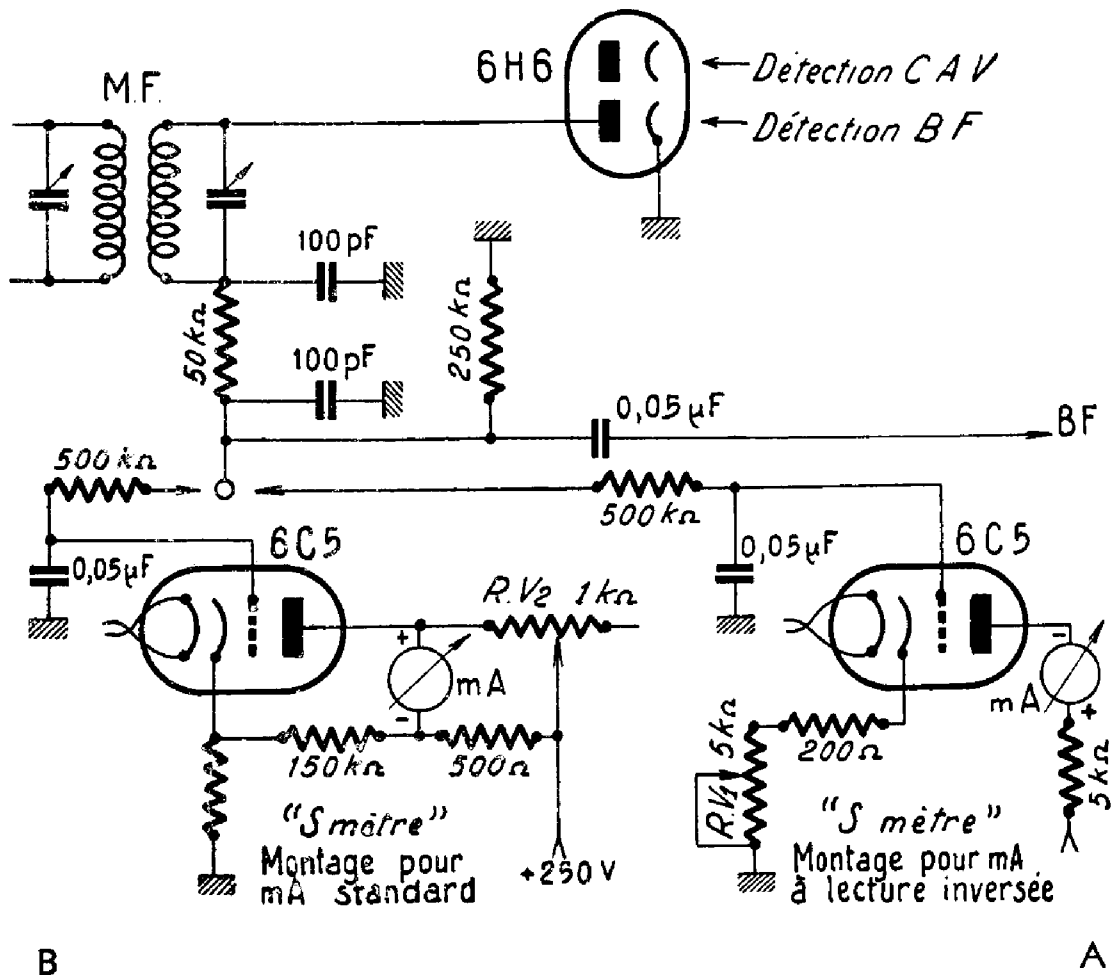 6H6
Détection C A V
Détection B F
M.F.
100 pF
50 kΩ
100 pF
250 kΩ
0,05 µF
BF
500 kΩ
500 kΩ
6C5
0,05 µF
R.V2 1 kΩ
0,05 µF
6C5
+
mA
-
150 kΩ
500 Ω
-
mA
+
5 kΩ
200 Ω
R.V1
5 kΩ
"S mètre"
Montage pour
mA standard
+250 V
"S mètre"
Montage pour mA
à lecture inversée
B
A